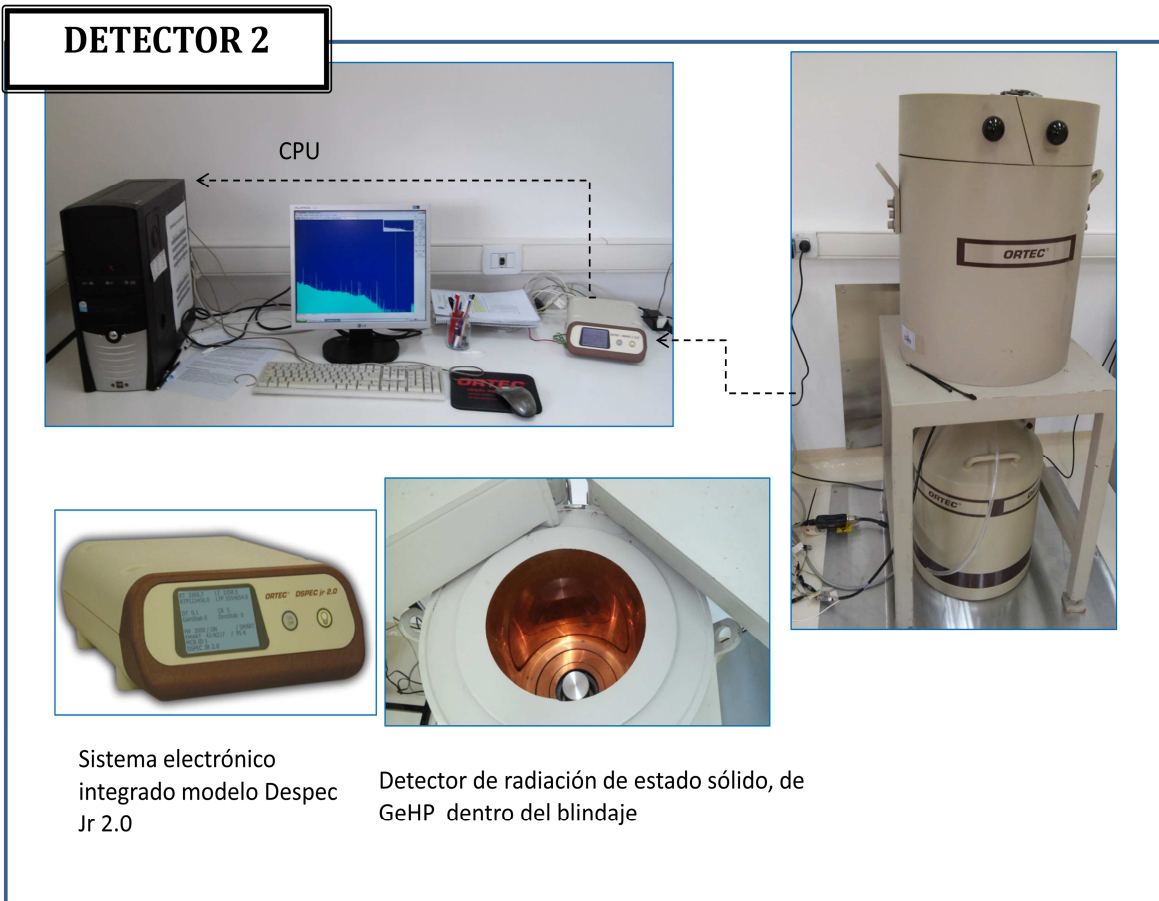 DETECTOR 2
CPU
ORTEC
ORTEC
ORTEC
ORTEC DSPEC jr 2.0
Sistema electrónico
integrado modelo Despec
Jr 2.0
Detector de radiación de estado sólido, de
GeHP dentro del blindaje